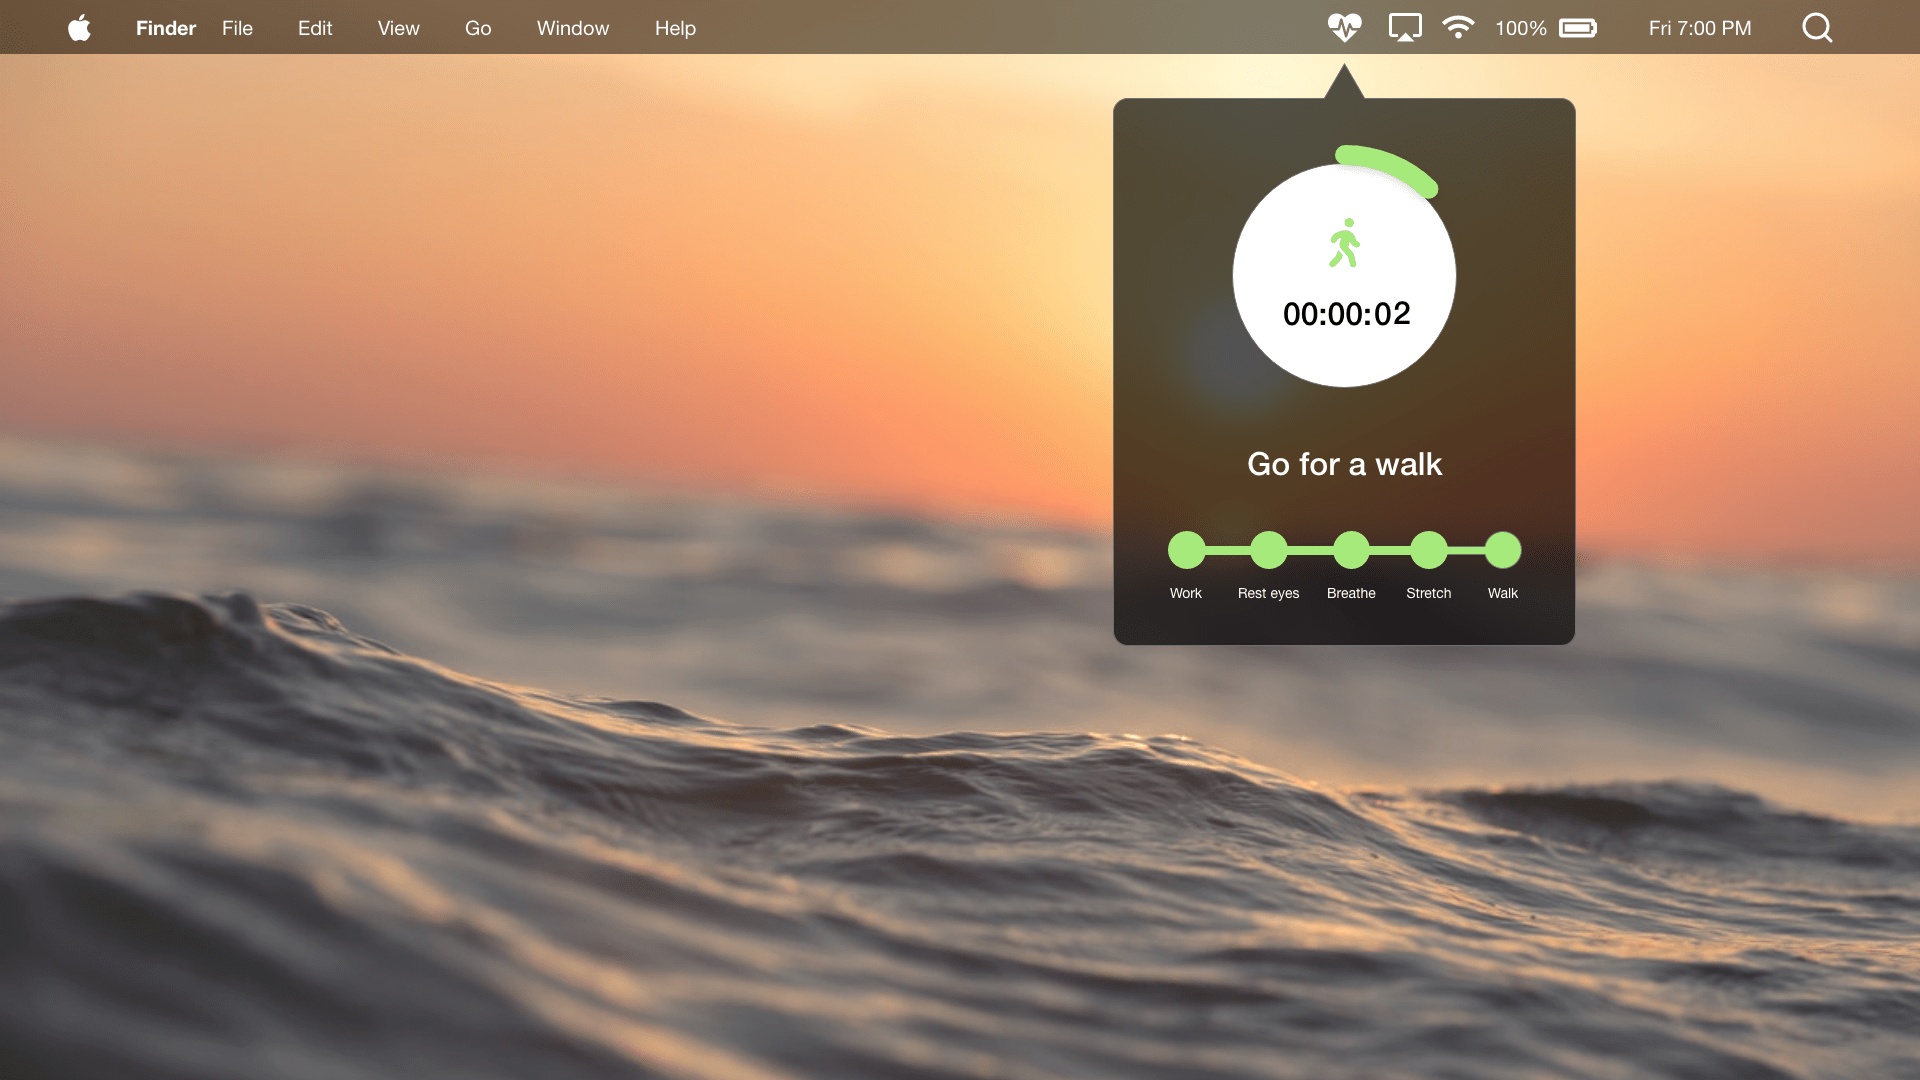 Finder File Edit View Go Window Help 100% Fri 7:00 PM
00:00:02
Go for a walk
Work Rest eyes Breathe Stretch Walk